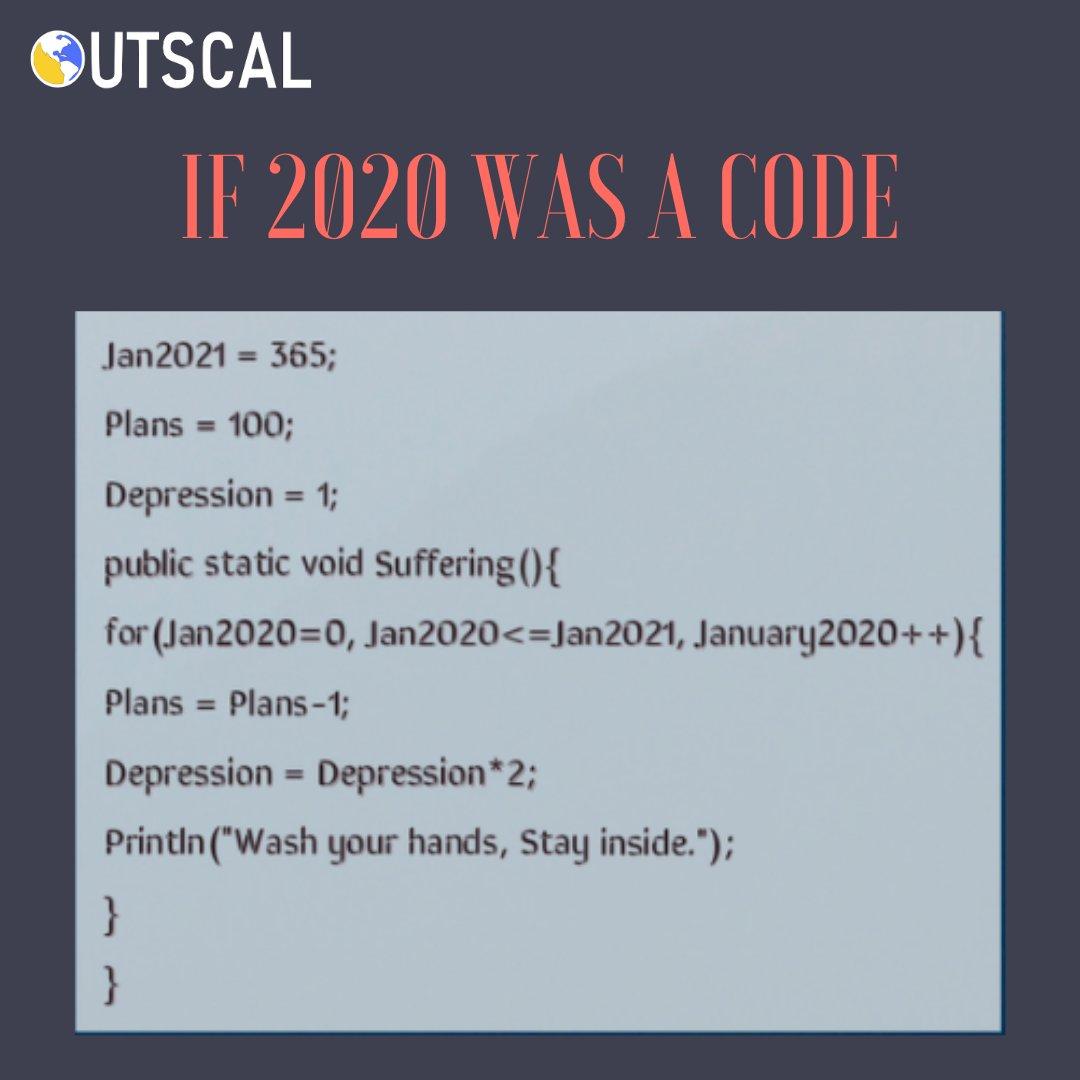 OUTSCAL
IF 2020 WAS A CODE
Jan2021 = 365;
Plans = 100;
Depression = 1;
public static void Suffering(){
for(Jan2020=0, Jan2020<=Jan2021, January2020++){
Plans = Plans-1;
Depression = Depression*2;
Println("Wash your hands, Stay inside.");
}
}